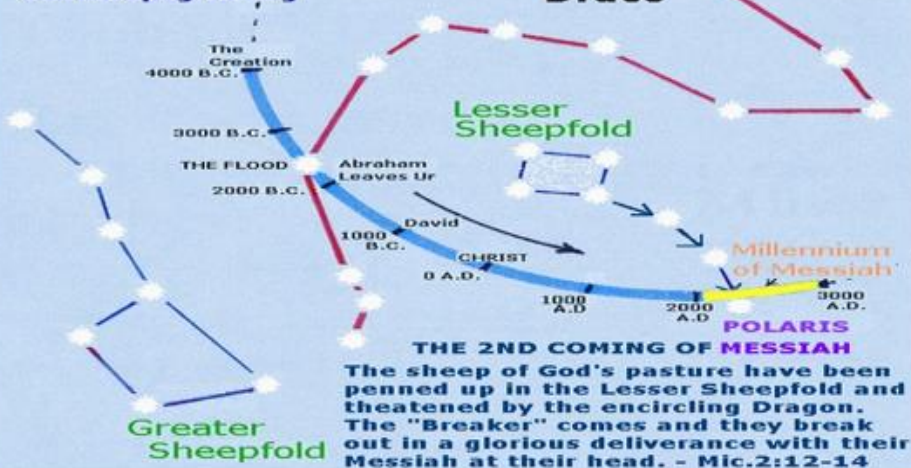 The
Creation
4000 B.C.
Lesser
Sheepfold
3000 B.C.
THE FLOOD
Abraham
Leaves Ur
2000 B.C.
David
1000
B.C.
CHRIST
0 A.D.
Millennium
of Messiah
1000
A.D
2000
A.D
3000
A.D.
POLARIS
THE 2ND COMING OF MESSIAH
The sheep of God's pasture have been
penned up in the Lesser Sheepfold and
theatened by the encircling Dragon.
The "Breaker" comes and they break
out in a glorious deliverance with their
Messiah at their head. - Mic.2:12-14
Greater
Sheepfold